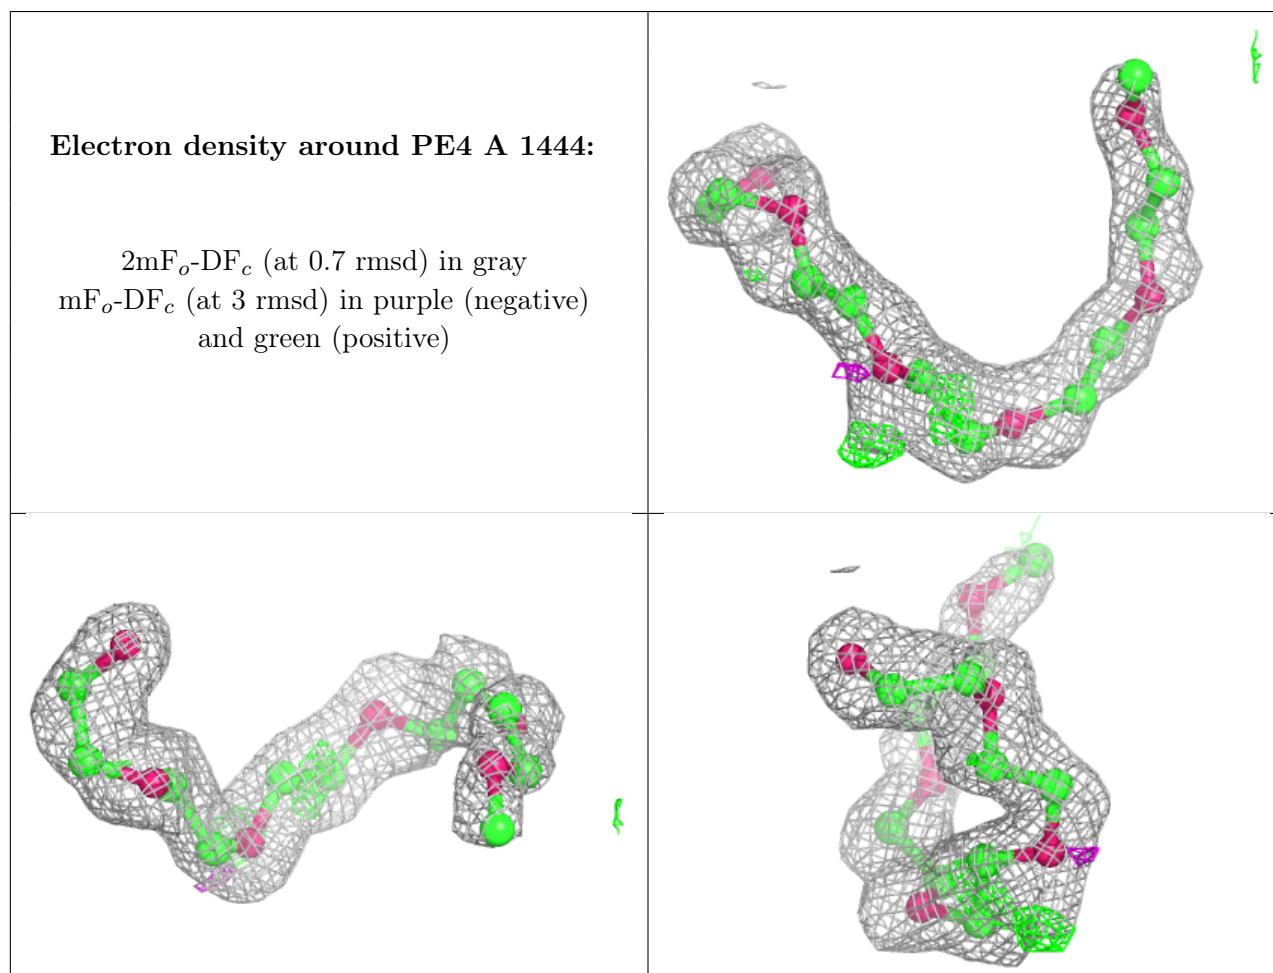 Electron density around PE4 A 1444:
2mFo-DFc (at 0.7 rmsd) in gray
mFo-DFc (at 3 rmsd) in purple (negative)
and green (positive)